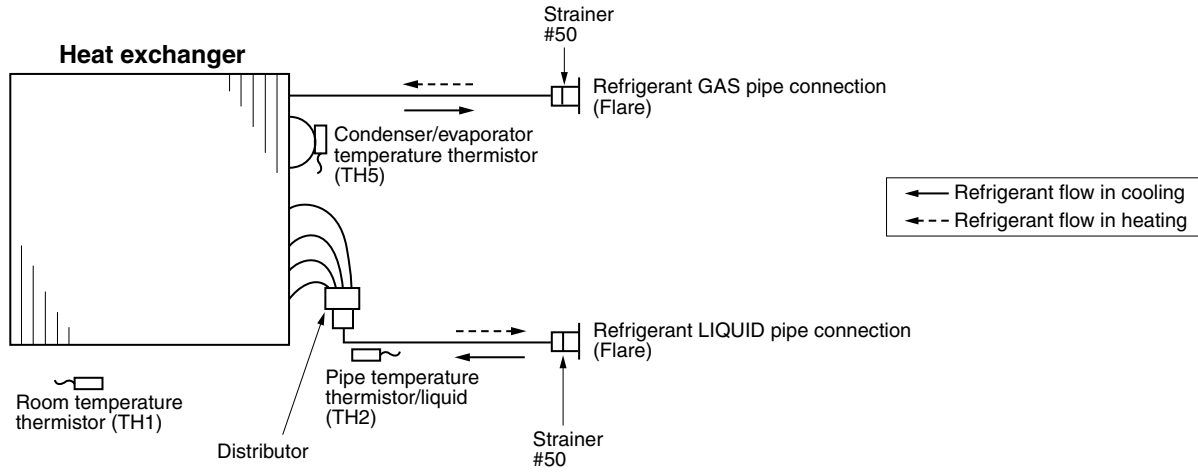 Strainer
#50
Heat exchanger
Refrigerant GAS pipe connection
(Flare)
Condenser/evaporator
temperature thermistor
(TH5)
Refrigerant flow in cooling
Refrigerant flow in heating
Refrigerant LIQUID pipe connection
(Flare)
Pipe temperature
thermistor/liquid
(TH2)
Room temperature
thermistor (TH1)
Distributor
Strainer
#50